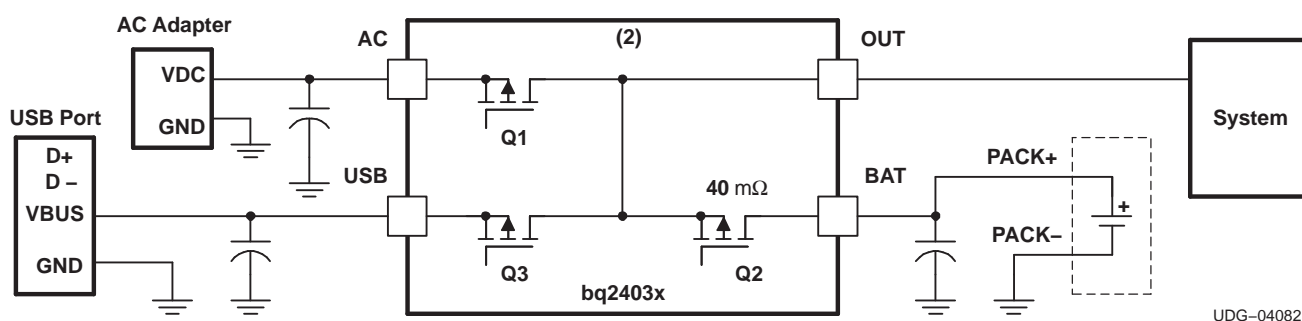 AC Adapter
VDC
GND
USB Port
D+
D –
VBUS
GND
AC
(2)
OUT
Q1
USB
40 mΩ
BAT
Q3
Q2
bq2403x
PACK+
+
PACK–
System
UDG–04082